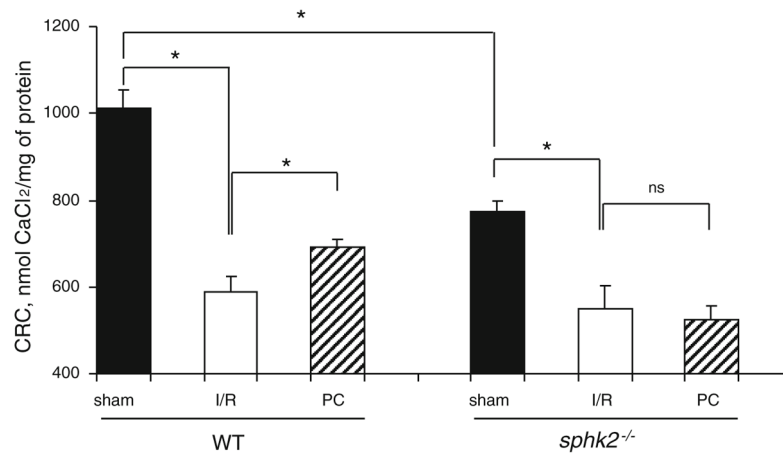 1200
*
*
1000
*
*
800
ns
600
400
CRC, nmol CaCl2/mg of protein
sham I/R PC sham I/R PC
WT sphk2-/-